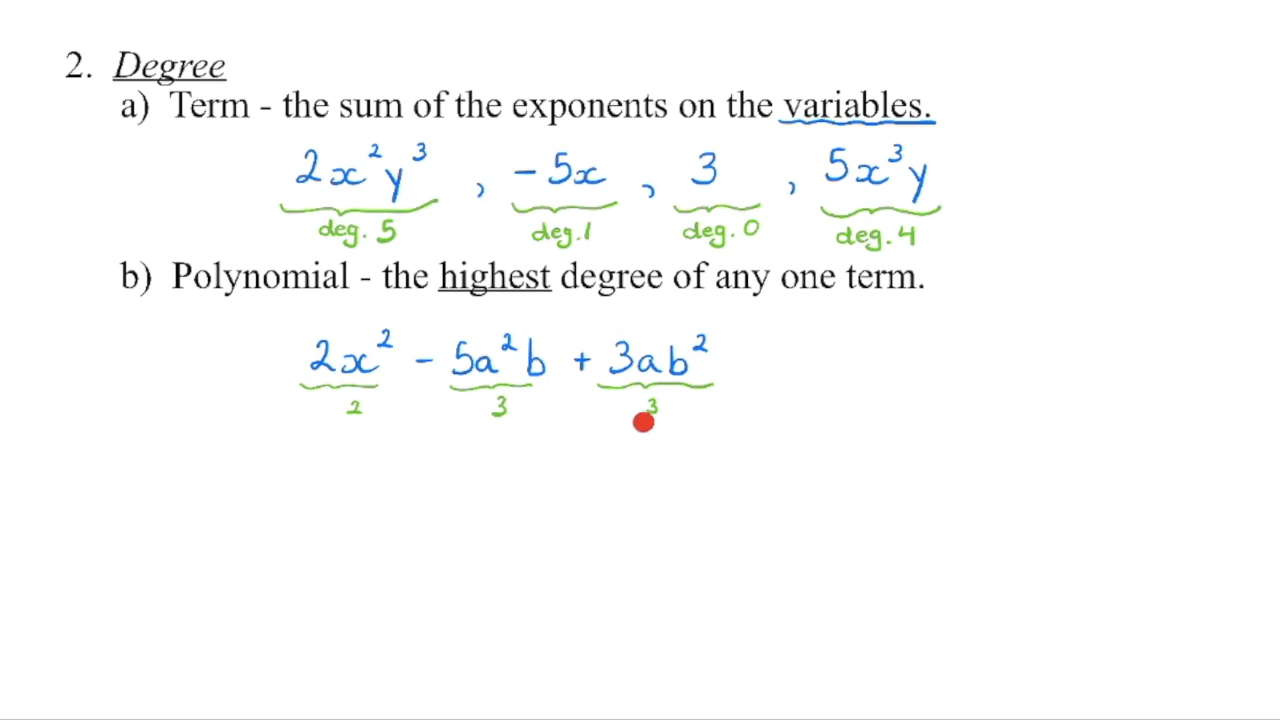 2. Degree
a) Term - the sum of the exponents on the variables.
2x²y³ , -5x , 3 , 5x³y
deg. 5 deg.1 deg. 0 deg. 4
b) Polynomial - the highest degree of any one term.
2x² - 5a²b + 3ab²
2 3 3